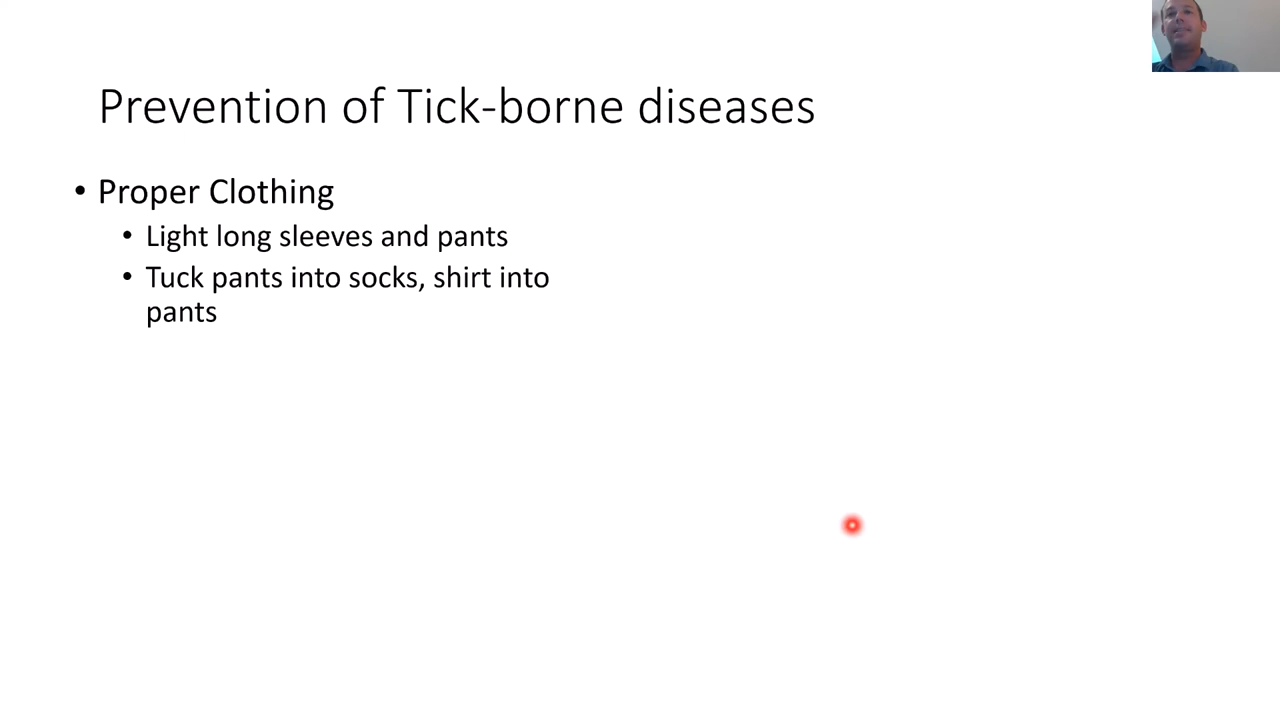 Prevention of Tick-borne diseases
• Proper Clothing
• Light long sleeves and pants
• Tuck pants into socks, shirt into
pants